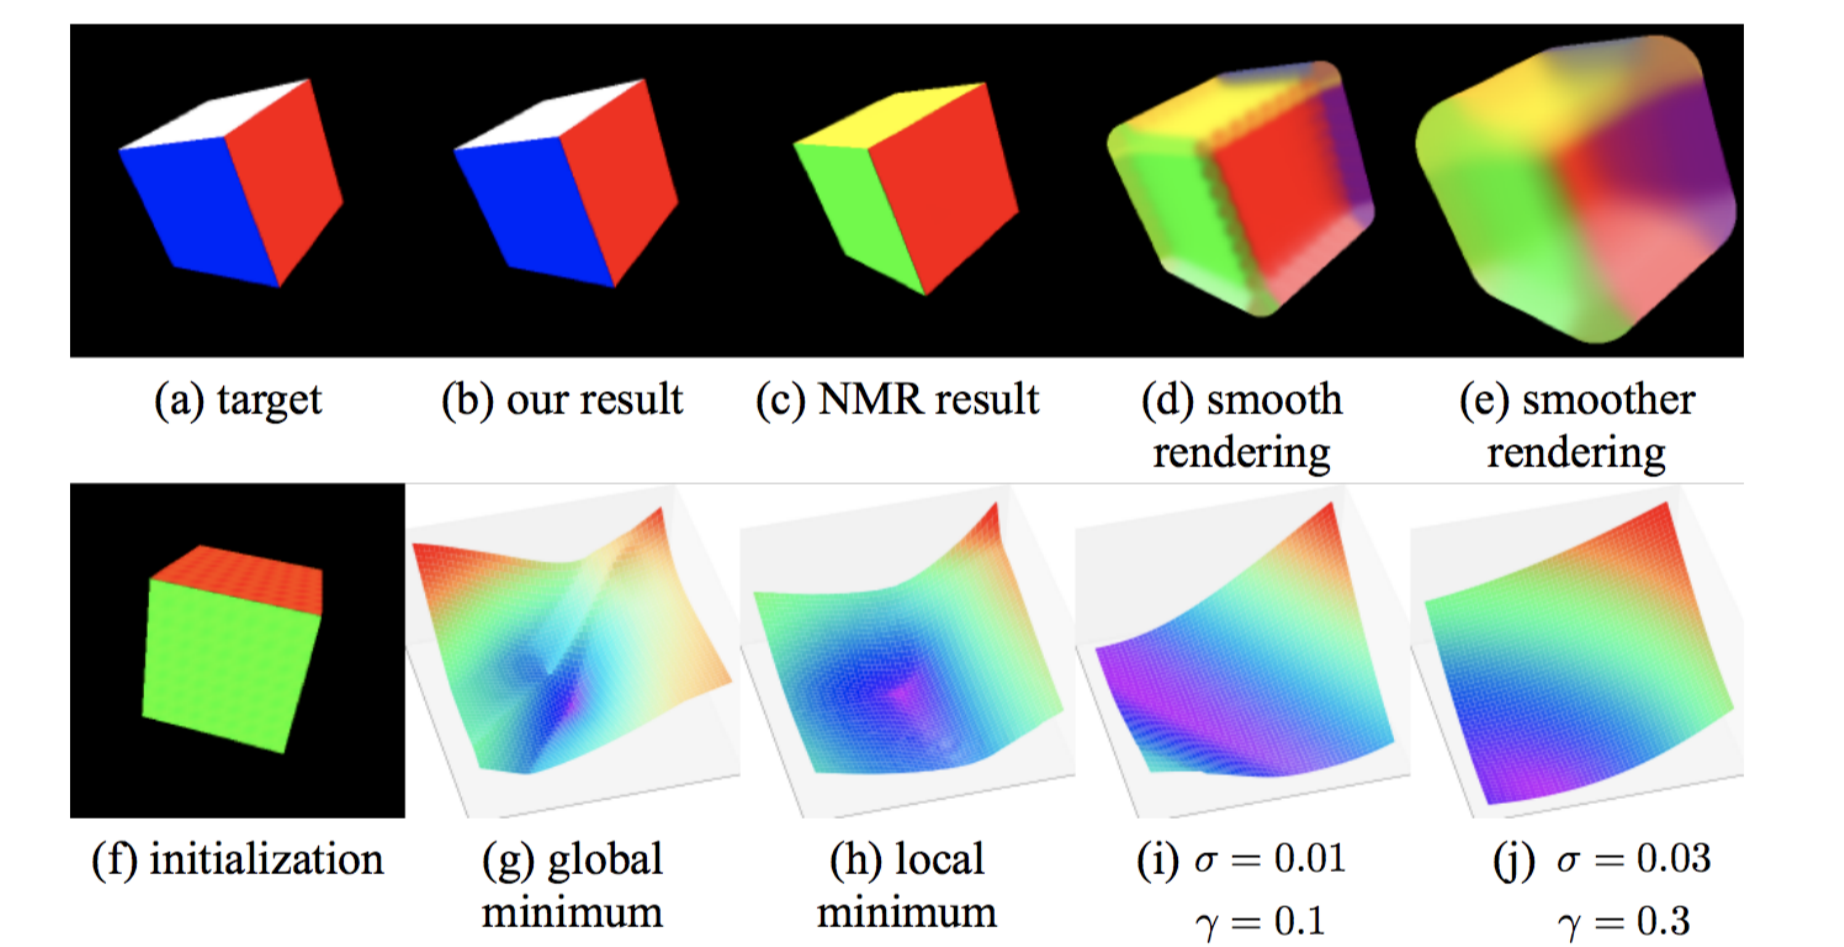 (a) target
(b) our result
(c) NMR result
(d) smooth
rendering
(e) smoother
rendering
(f) initialization
(g) global
minimum
(h) local
minimum
(i) σ = 0.01
γ = 0.1
(j) σ = 0.03
γ = 0.3